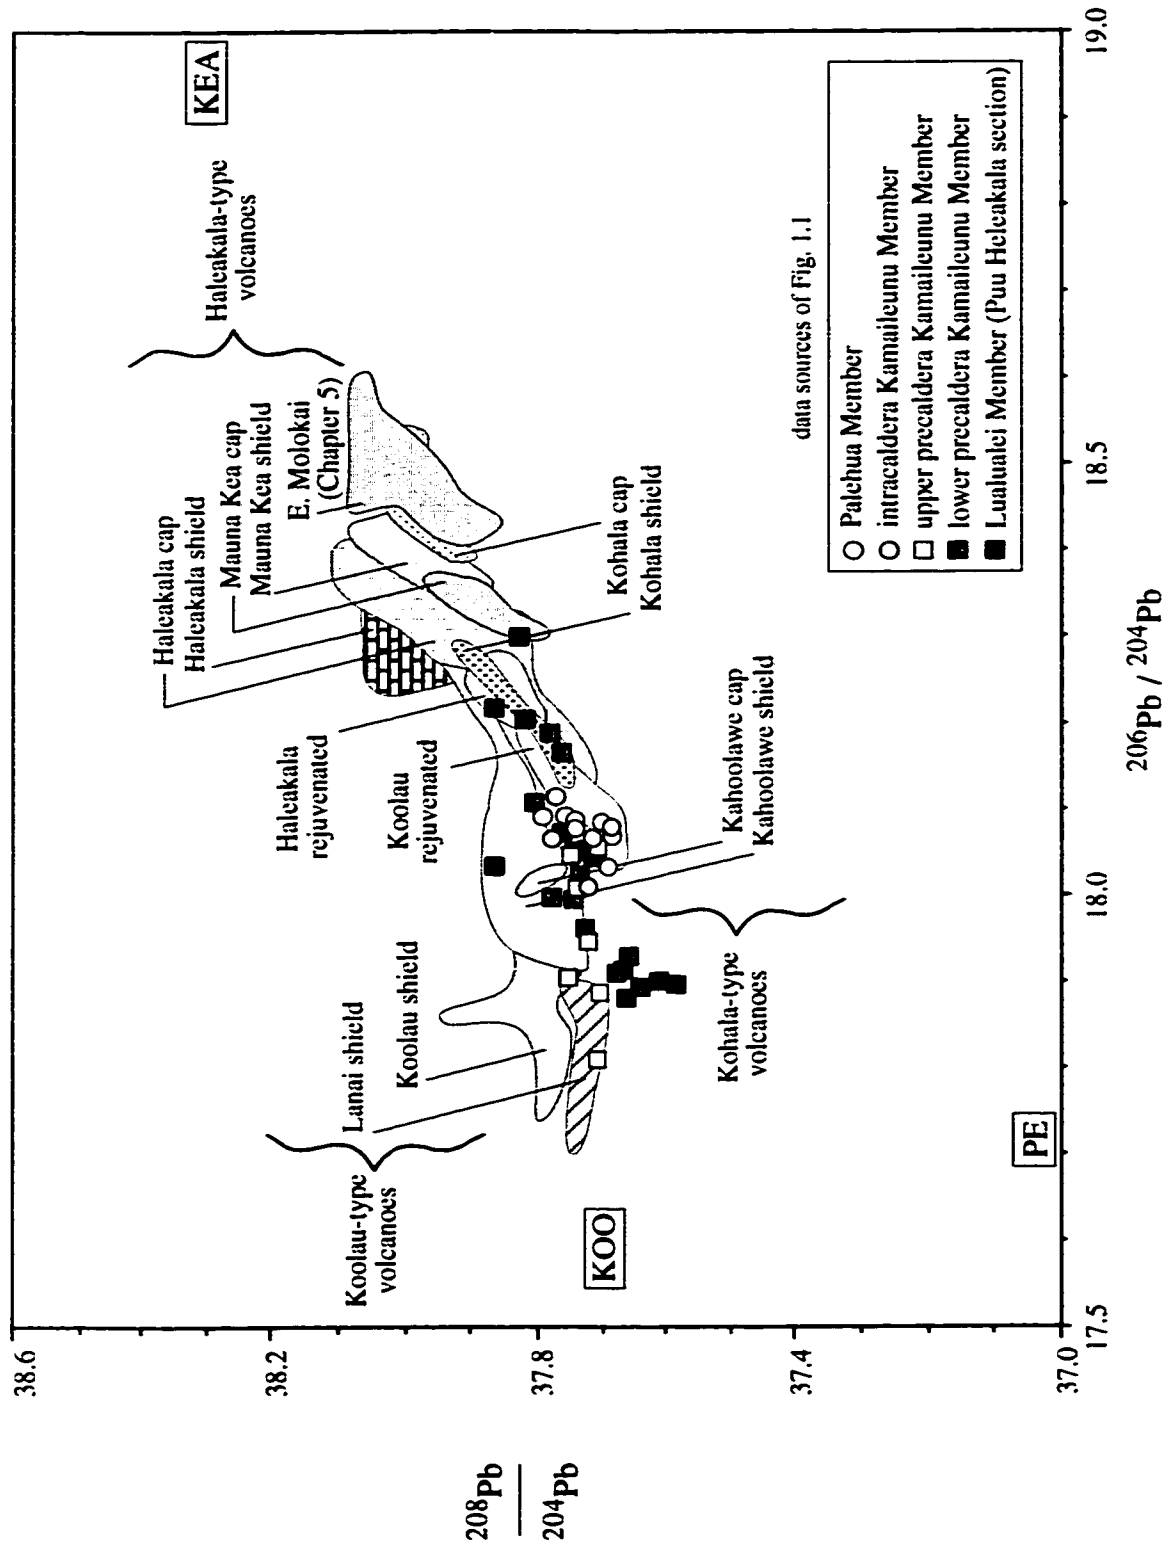 38.6
38.2
37.8
37.4
37.0
208Pb
204Pb
17.5
18.0
18.5
19.0
206Pb / 204Pb
KEA
KOO
PE
Haleakala-type
volcanoes
Haleakala cap
Haleakala shield
Mauna Kea cap
Mauna Kea shield
E. Molokai
(Chapter 5)
Haleakala
rejuvenated
Koolau
rejuvenated
Koolau-type
volcanoes
Lanai shield
Koolau shield
Kohala cap
Kohala shield
Kahoolawe cap
Kahoolawe shield
Kohala-type
volcanoes
data sources of Fig. 1.1
Palehua Member
intracaldera Kamaileunu Member
upper precaldera Kamaileunu Member
lower precaldera Kamaileunu Member
Lualualei Member (Puu Heleakala section)